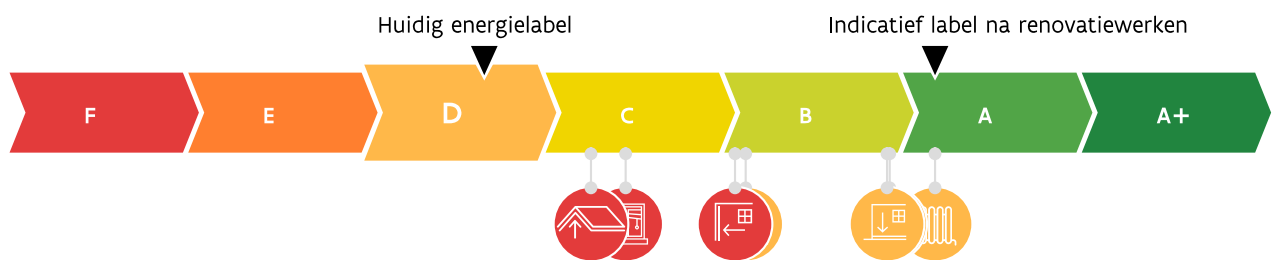 Huidig energielabel
Indicatief label na renovatiewerken
F
E
D
C
B
A
A+